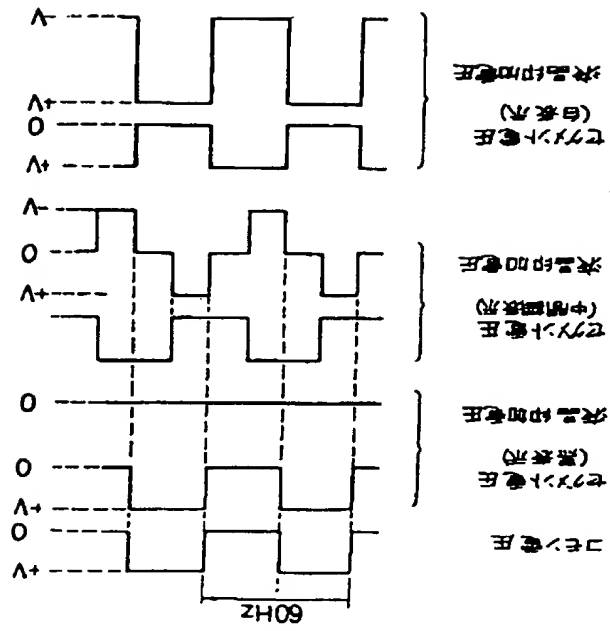 60Hz
+V
コモン電圧
0
+V
セグメント電圧
0
(黒表示)
液晶印加電圧
0
セグメント電圧
(中間調表示)
+V
液晶印加電圧
0
-V
+V
セグメント電圧
0
(白表示)
+V
液晶印加電圧
-V